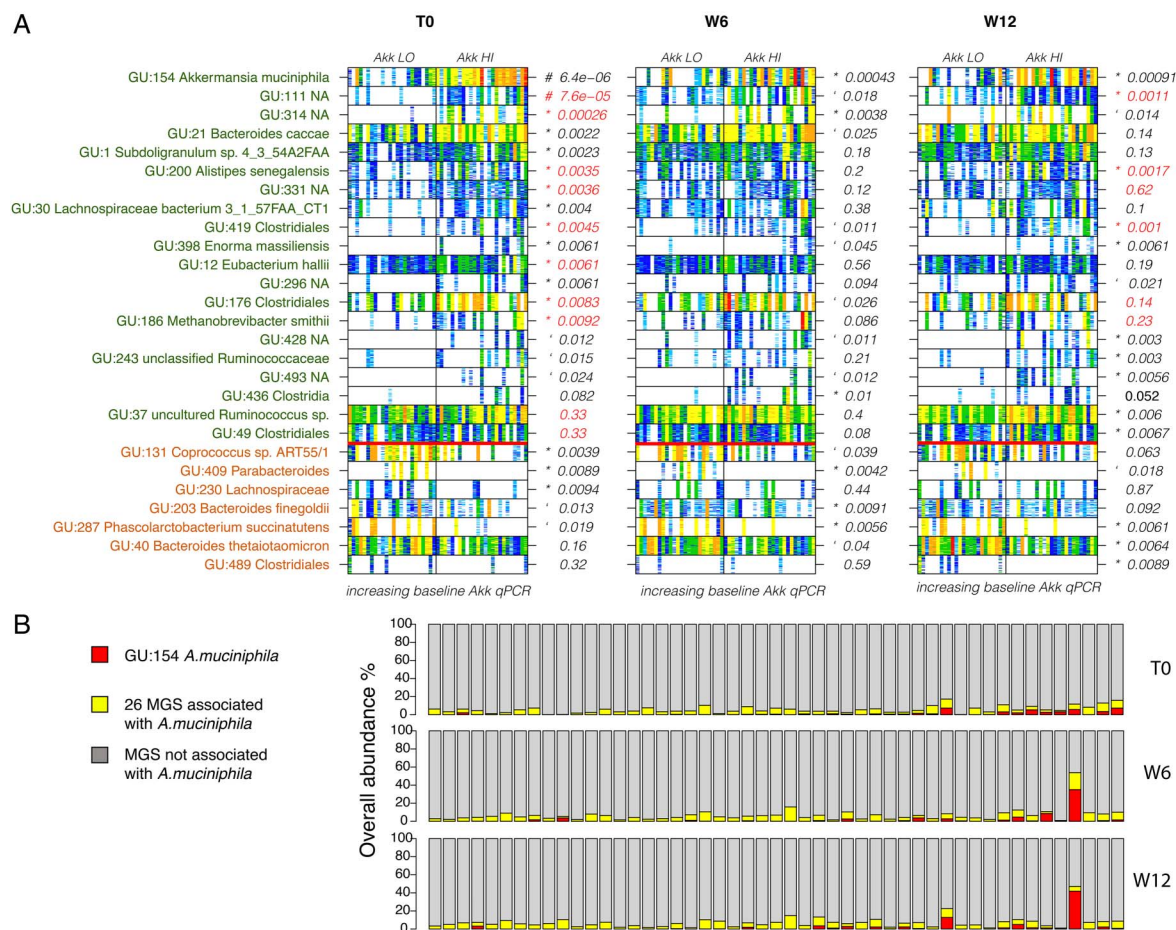 A
T0 W6 W12
Akk LO Akk HI Akk LO Akk HI Akk LO Akk HI
GU:154 Akkermansia muciniphila # 6.4e-06 * 0.00043 * 0.00091
GU:111 NA # 7.6e-05 ‘ 0.018 * 0.0011
GU:314 NA * 0.00026 * 0.0038 ‘ 0.014
GU:21 Bacteroides caccae * 0.0022 ‘ 0.025 0.14
GU:1 Subdoligranulum sp. 4_3_54A2FAA * 0.0023 0.18 0.13
GU:200 Alistipes senegalensis * 0.0035 0.2 * 0.0017
GU:331 NA * 0.0036 0.12 0.62
GU:30 Lachnospiraceae bacterium 3_1_57FAA_CT1 * 0.004 0.38 0.1
GU:419 Clostridiales * 0.0045 ‘ 0.011 * 0.001
GU:398 Enorma massiliensis * 0.0061 ‘ 0.045 * 0.0061
GU:12 Eubacterium hallii * 0.0061 0.56 0.19
GU:296 NA * 0.0061 0.094 ‘ 0.021
GU:176 Clostridiales * 0.0083 ‘ 0.026 0.14
GU:186 Methanobrevibacter smithii * 0.0092 0.086 0.23
GU:428 NA ‘ 0.012 ‘ 0.011 * 0.003
GU:243 unclassified Ruminococcaceae ‘ 0.015 0.21 * 0.003
GU:493 NA ‘ 0.024 ‘ 0.012 * 0.0056
GU:436 Clostridia 0.082 * 0.01 0.052
GU:37 uncultured Ruminococcus sp. 0.33 0.4 * 0.006
GU:49 Clostridiales 0.33 0.08 * 0.0067
GU:131 Coprococcus sp. ART55/1 * 0.0039 ‘ 0.039 0.063
GU:409 Parabacteroides * 0.0089 * 0.0042 ‘ 0.018
GU:230 Lachnospiraceae * 0.0094 0.44 0.87
GU:203 Bacteroides finegoldii ‘ 0.013 * 0.0091 0.092
GU:287 Phascolarctobacterium succinatutens ‘ 0.019 * 0.0056 * 0.0061
GU:40 Bacteroides thetaiotaomicron 0.16 ‘ 0.04 * 0.0064
GU:489 Clostridiales 0.32 0.59 * 0.0089
increasing baseline Akk qPCR increasing baseline Akk qPCR increasing baseline Akk qPCR
B
GU:154 A.muciniphila
26 MGS associated
with A.muciniphila
MGS not associated
with A.muciniphila
Overall abundance %
100
80
60
40
20
0
T0
100
80
60
40
20
0
W6
100
80
60
40
20
0
W12